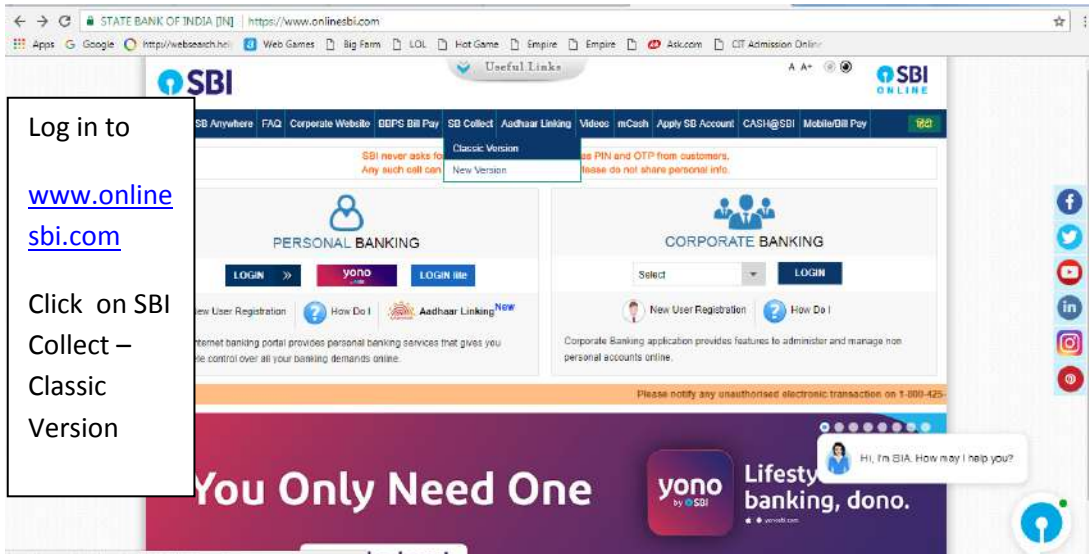 STATE BANK OF INDIA [IN] https://www.onlinesbi.com
Apps G Google http://websearch.hel Web Games Big Farm LOL Hot Game Empire Empire Ask.com CIT Admission Onlin
SBI
Useful Links
A A+
SBI
ONLINE
SB Anywhere FAQ Corporate Website BBPS Bill Pay SB Collect Aadhaar Linking Videos mCash Apply SB Account CASH@SBI Mobile/Bill Pay हिंदी
Classic Version
New Version
SBI never asks fo as PIN and OTP from customers.
Any such call can please do not share personal info.
Log in to
www.online
sbi.com
Click on SBI
Collect –
Classic
Version
PERSONAL BANKING
LOGIN »
yono
LOGIN lite
ew User Registration How Do I Aadhaar Linking New
nternet banking portal provides personal banking services that gives you
le control over all your banking demands online.
CORPORATE BANKING
Select LOGIN
New User Registration How Do I
Corporate Banking application provides features to administer and manage non
personal accounts online.
Please notify any unauthorised electronic transaction on 1-800-425-
Hi, I'm SIA. How may I help you?
You Only Need One
yono
by SBI
Lifesty
banking, dono.